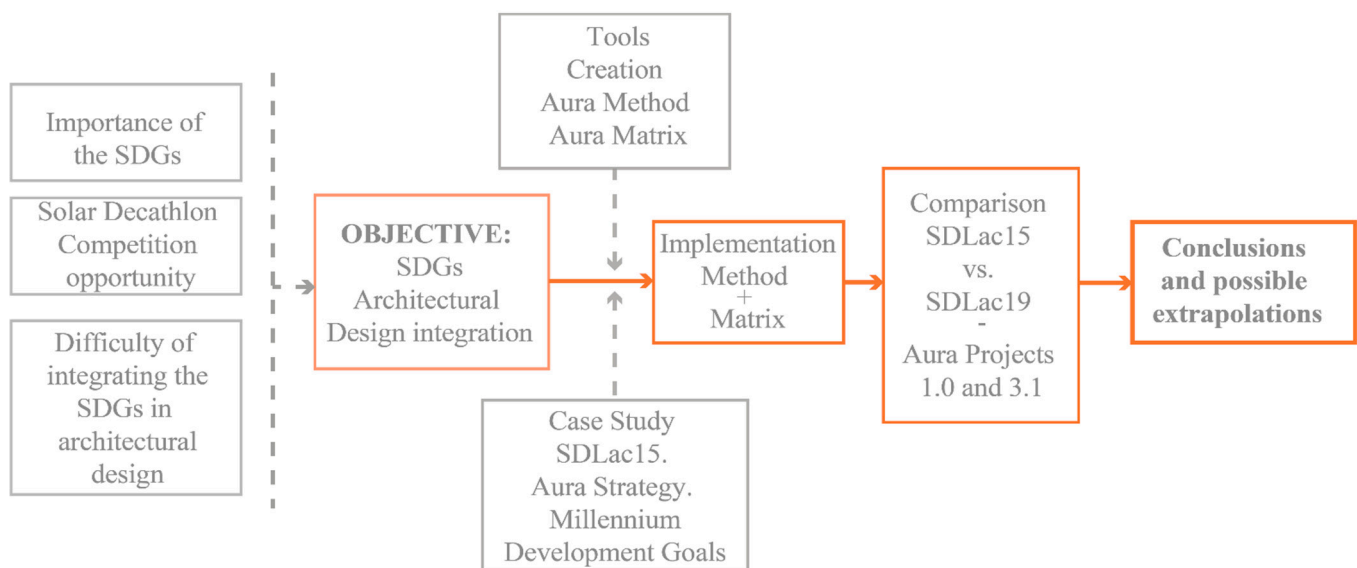 Importance of
the SDGs
Solar Decathlon
Competition
opportunity
Difficulty of
integrating the
SDGs in
architectural
design
OBJECTIVE:
SDGs
Architectural
Design integration
Tools
Creation
Aura Method
Aura Matrix
Case Study
SDLac15.
Aura Strategy.
Millennium
Development Goals
Implementation
Method
+
Matrix
Comparison
SDLac15
vs.
SDLac19
-
Aura Projects
1.0 and 3.1
Conclusions
and possible
extrapolations